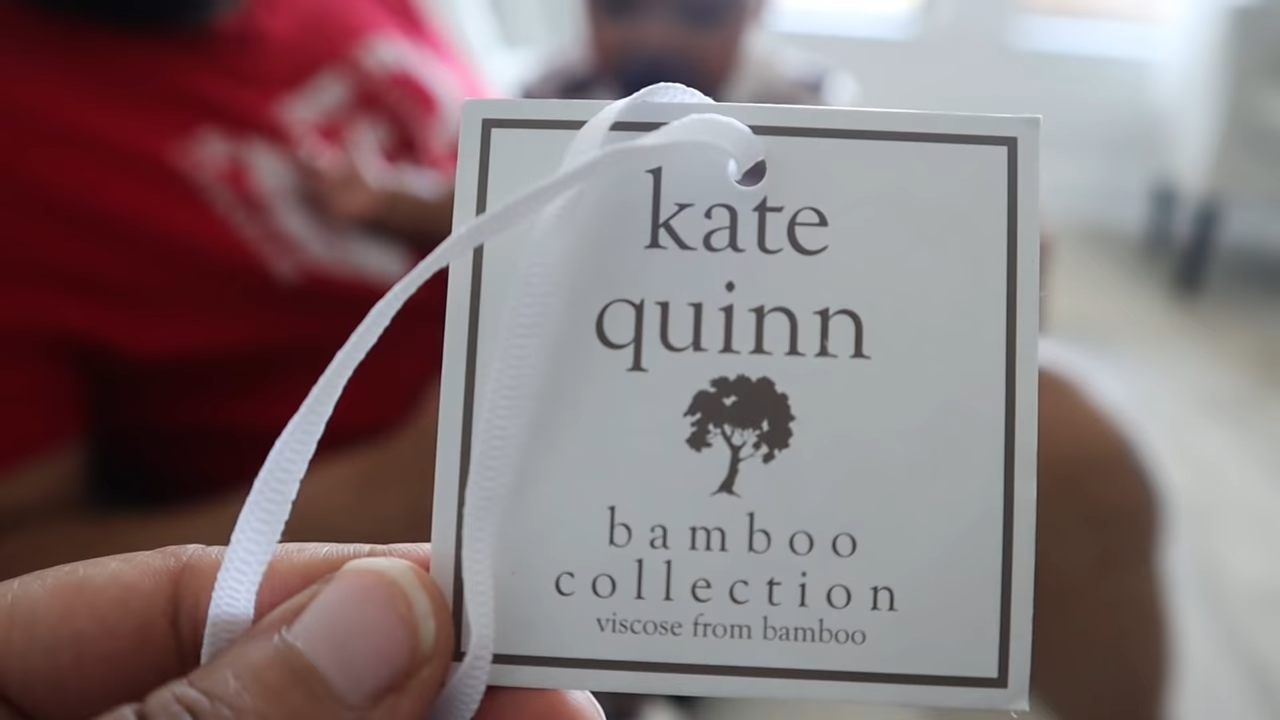 kate
quinn
bamboo
collection
viscose from bamboo